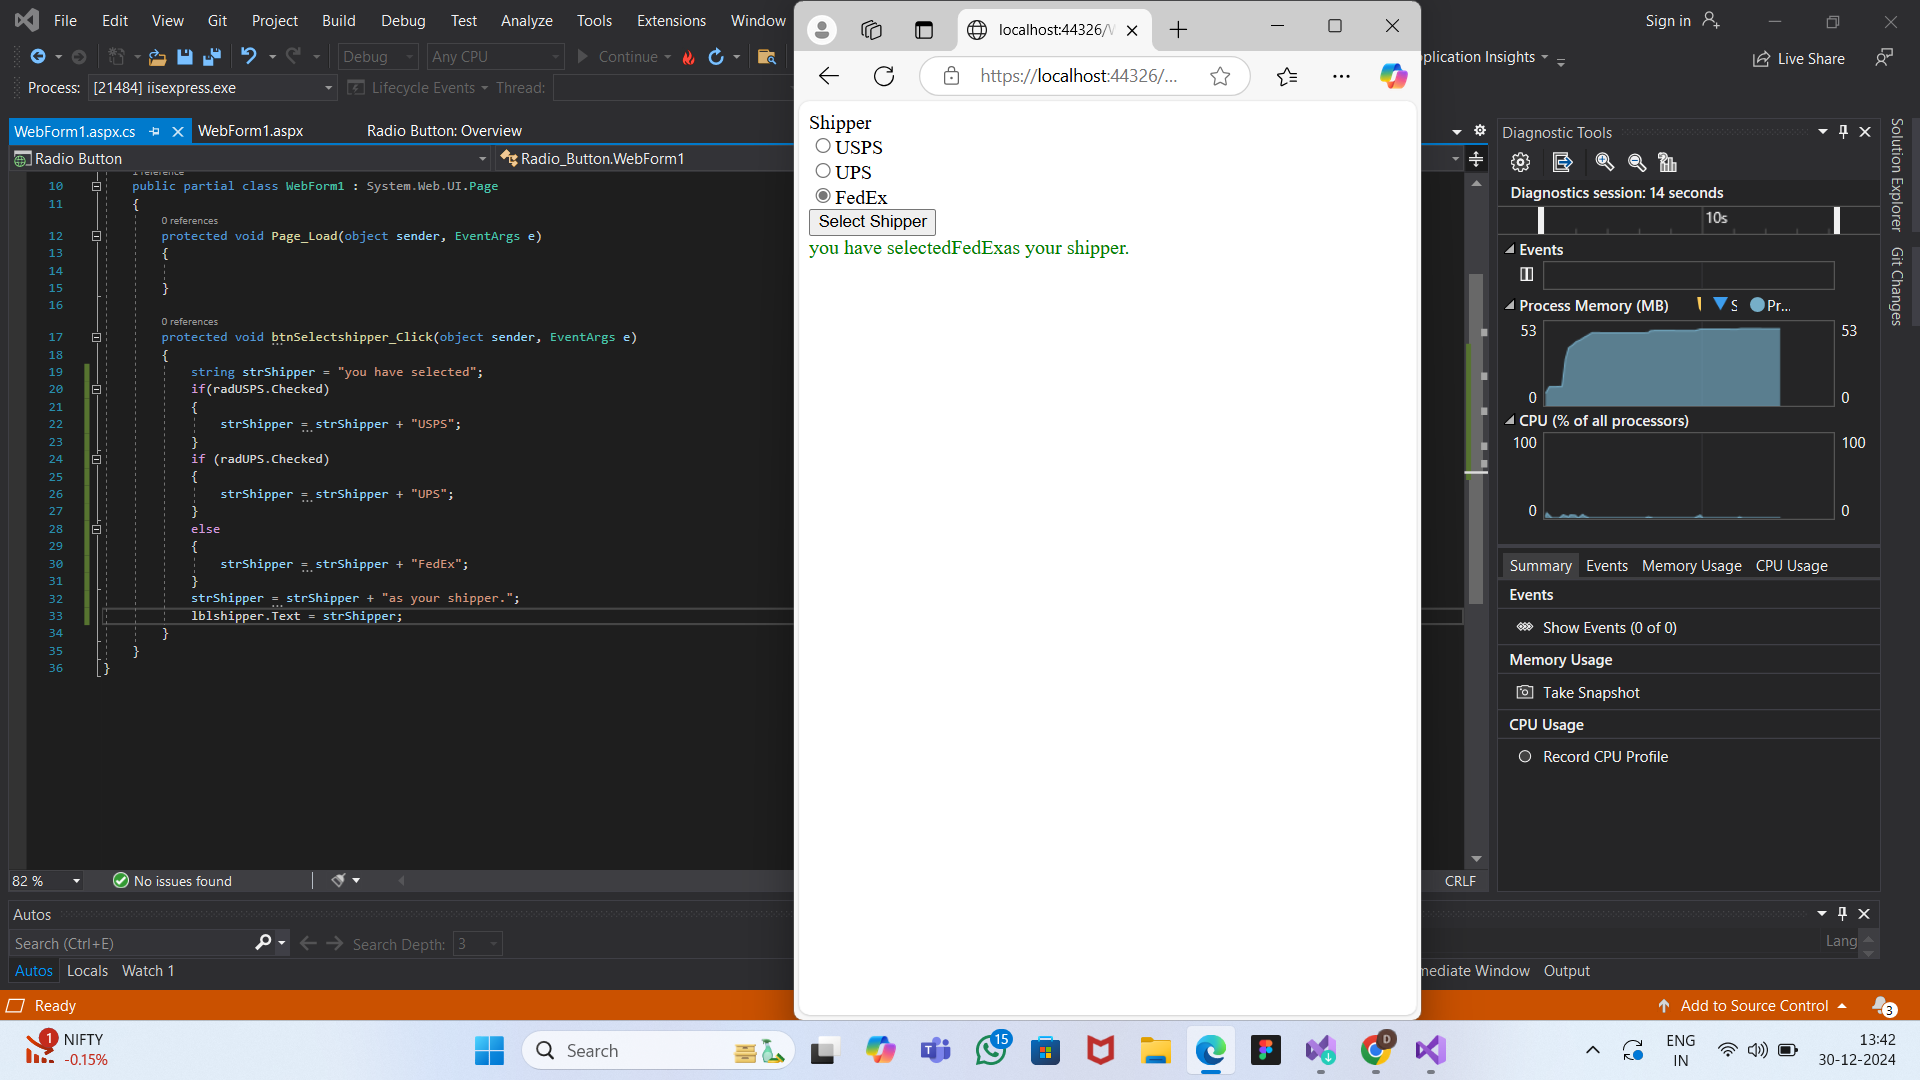 File Edit View Git Project Build Debug Test Analyze Tools Extensions Window
Sign in
Debug Any CPU Continue
Application Insights
Live Share
Process: [21484] iisexpress.exe Lifecycle Events Thread:
WebForm1.aspx.cs WebForm1.aspx Radio Button: Overview
Radio Button Radio_Button.WebForm1
1 reference
10 public partial class WebForm1 : System.Web.UI.Page
11 {
0 references
12 protected void Page_Load(object sender, EventArgs e)
13 {
14
15 }
16
0 references
17 protected void btnSelectshipper_Click(object sender, EventArgs e)
18 {
19 string strShipper = "you have selected";
20 if(radUSPS.Checked)
21 {
22 strShipper = strShipper + "USPS";
23 }
24 if (radUPS.Checked)
25 {
26 strShipper = strShipper + "UPS";
27 }
28 else
29 {
30 strShipper = strShipper + "FedEx";
31 }
32 strShipper = strShipper + "as your shipper.";
33 lblshipper.Text = strShipper;
34 }
35 }
36 }
82 % No issues found
CRLF
Autos
Search (Ctrl+E) Search Depth: 3
Lang
Autos Locals Watch 1
mediate Window Output
Ready
Add to Source Control
3
localhost:44326/W
https://localhost:44326/...
Shipper
USPS
UPS
FedEx
Select Shipper
you have selectedFedExas your shipper.
Diagnostic Tools
Diagnostics session: 14 seconds
10s
Events
Process Memory (MB) S Pr...
53 53
0 0
CPU (% of all processors)
100 100
0 0
Summary Events Memory Usage CPU Usage
Events
Show Events (0 of 0)
Memory Usage
Take Snapshot
CPU Usage
Record CPU Profile
Solution Explorer
Git Changes
1
NIFTY
-0.15%
Search
15
D
ENG
IN
13:42
30-12-2024